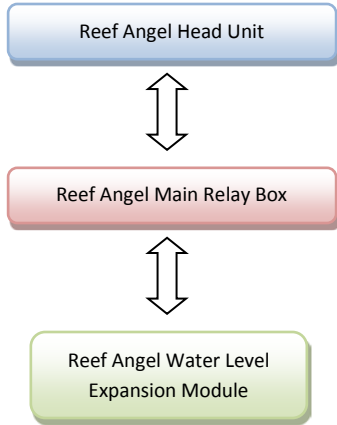 Reef Angel Head Unit
Reef Angel Main Relay Box
Reef Angel Water Level
Expansion Module